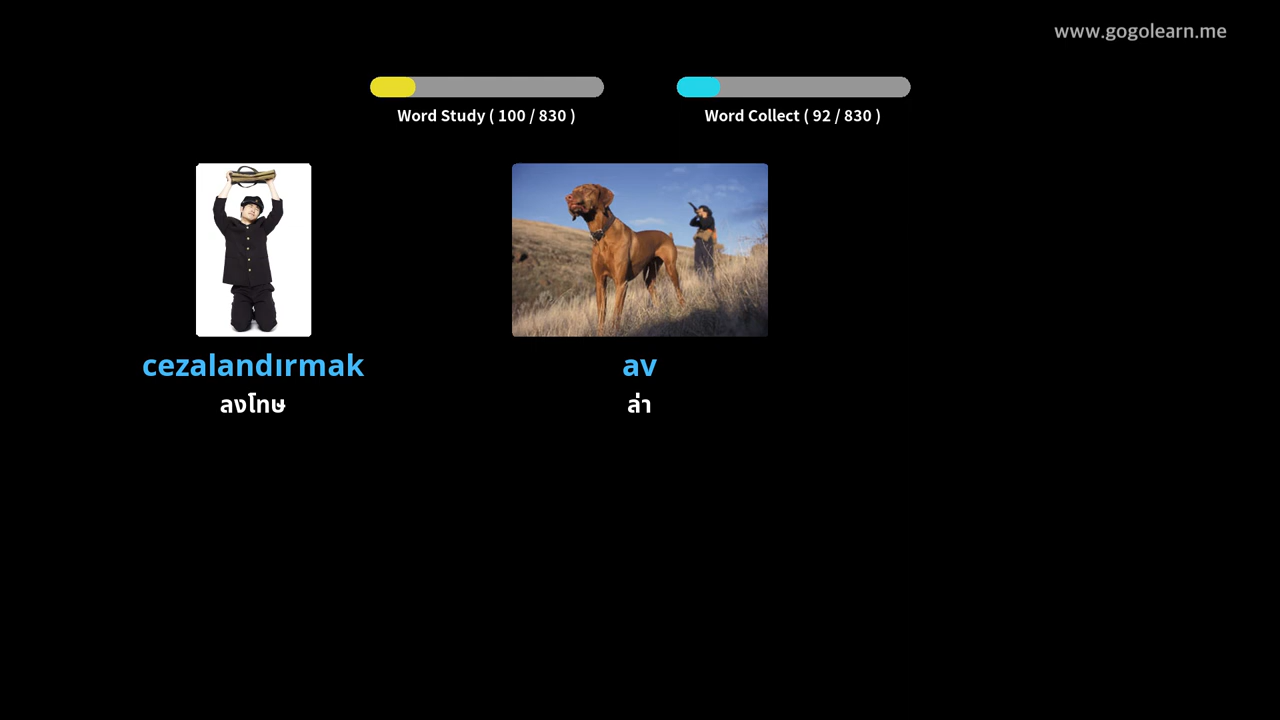 www.gogolearn.me
Word Study ( 100 / 830 )
Word Collect ( 92 / 830 )
cezalandırmak
ลงโทษ
av
ล่า